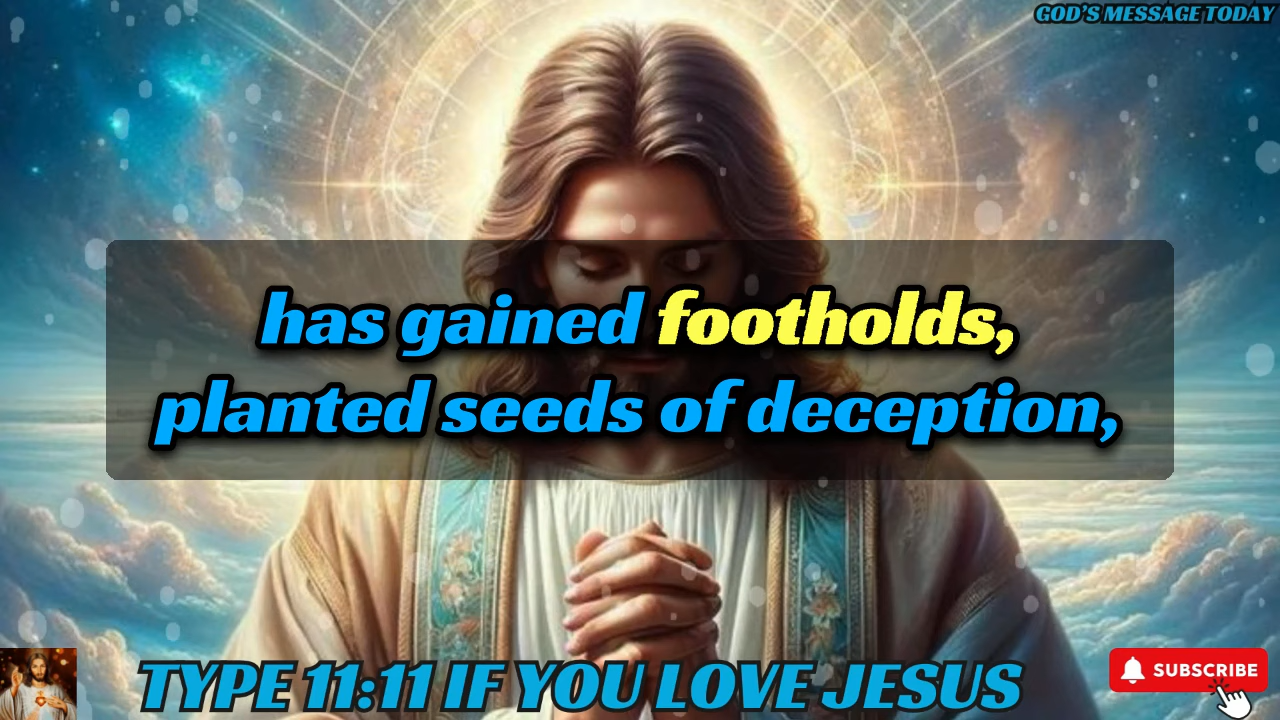 GOD'S MESSAGE TODAY
has gained footholds,
planted seeds of deception,
TYPE 11:11 IF YOU LOVE JESUS
SUBSCRIBE